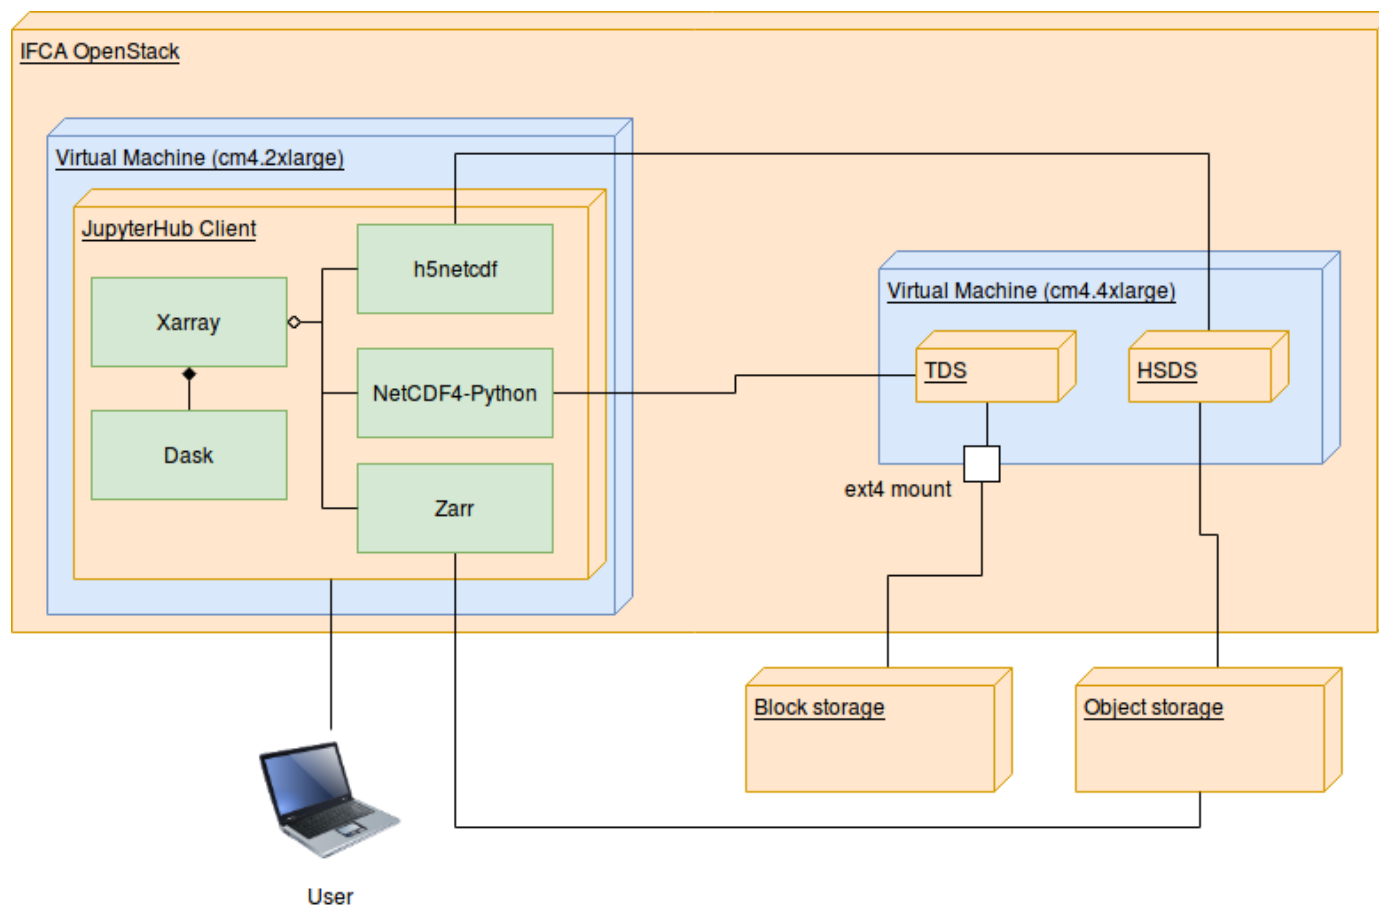 IFCA OpenStack
Virtual Machine (cm4.2xlarge)
JupyterHub Client
h5netcdf
Xarray
NetCDF4-Python
Dask
Zarr
Virtual Machine (cm4.4xlarge)
TDS
HSDS
ext4 mount
Block storage
Object storage
User